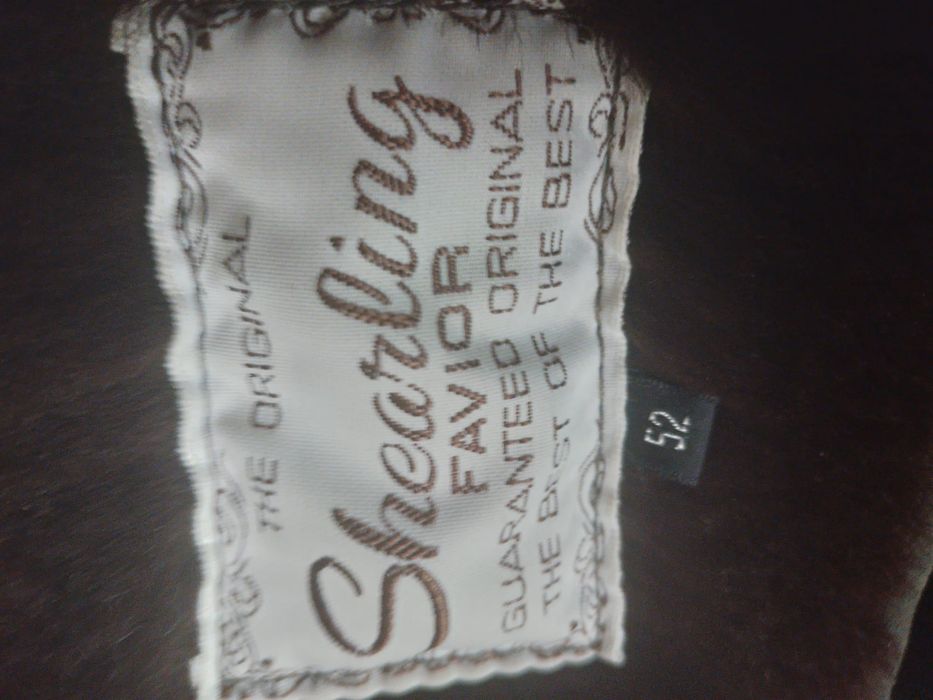 THE ORIGINAL
Shearling
FAVIOR
GUARANTEED ORIGINAL
THE BEST OF THE BEST
52